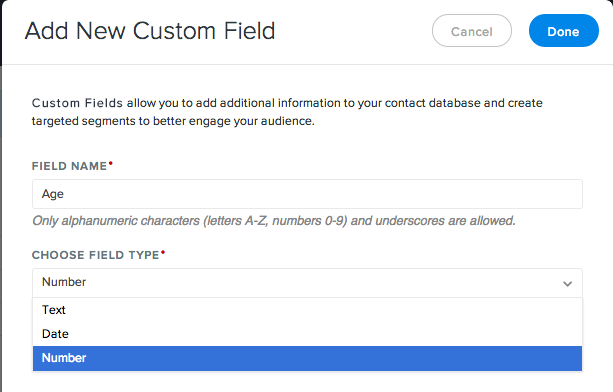 Add New Custom Field
Cancel
Done
Custom Fields allow you to add additional information to your contact database and create
targeted segments to better engage your audience.
FIELD NAME*
Age
Only alphanumeric characters (letters A-Z, numbers 0-9) and underscores are allowed.
CHOOSE FIELD TYPE*
Number
Text
Date
Number